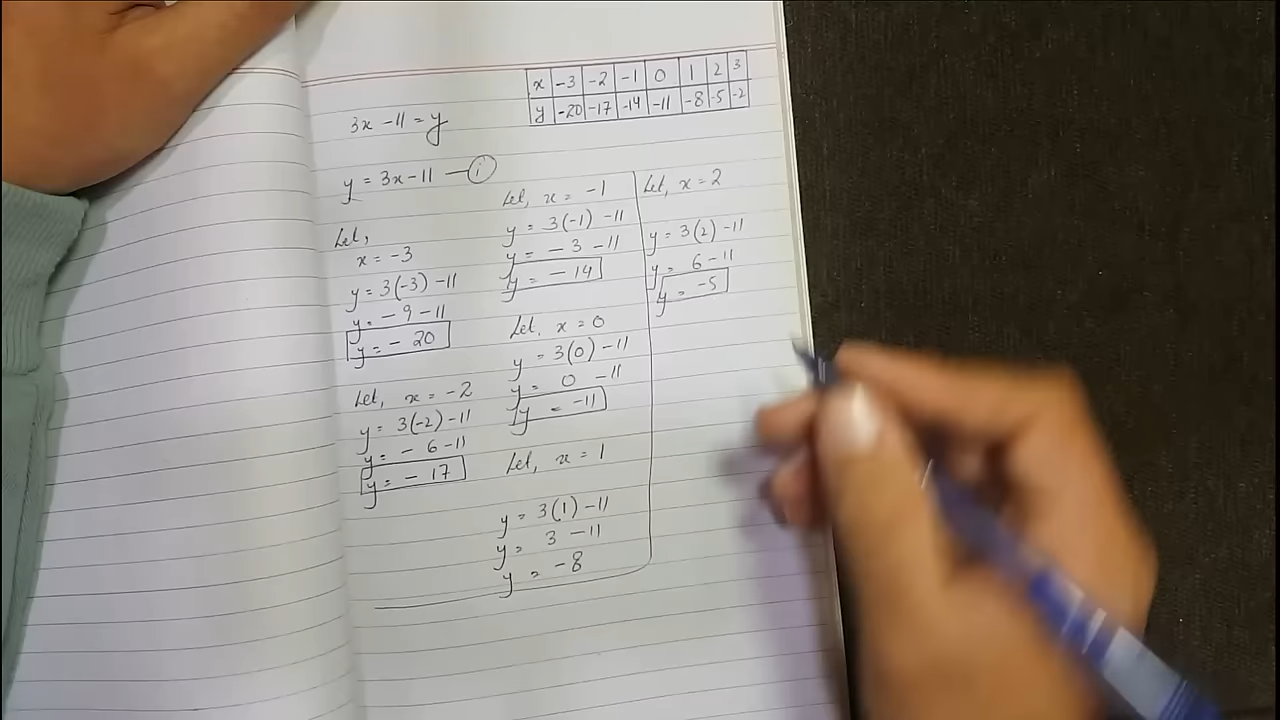 x -3 -2 -1 0 1 2 3
y -20 -17 -14 -11 -8 -5 -2
3x - 11 = y
y = 3x - 11 — (i)
Let,
x = -3
y = 3(-3) - 11
y = - 9 - 11
y = - 20
Let, x = -2
y = 3(-2) - 11
y = - 6 - 11
y = - 17
Let, x = -1
y = 3(-1) - 11
y = - 3 - 11
y = - 14
Let, x = 0
y = 3(0) - 11
y = 0 - 11
y = -11
Let, x = 1
y = 3(1) - 11
y = 3 - 11
y = -8
Let, x = 2
y = 3(2) - 11
y = 6 - 11
y = -5